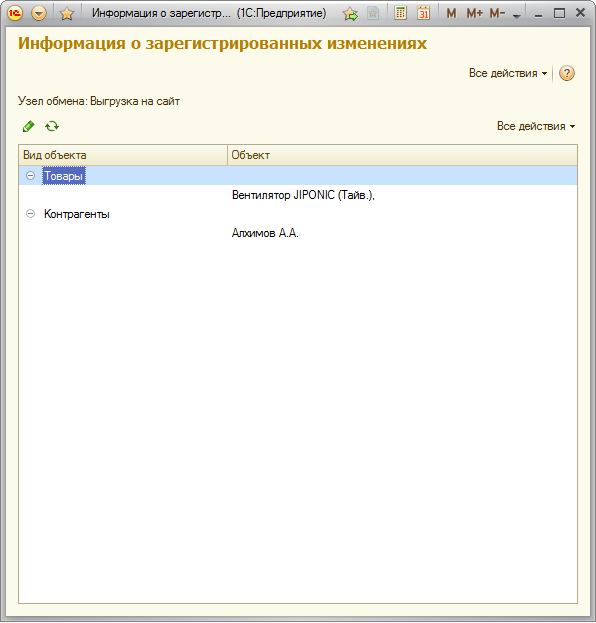 Информация о зарегистр... (1С:Предприятие)
31 M M+ M-
Информация о зарегистрированных изменениях
Все действия ?
Узел обмена: Выгрузка на сайт
Все действия
Вид объекта Объект
Товары
Вентилятор JIPONIC (Тайв.),
Контрагенты
Алхимов А.А.